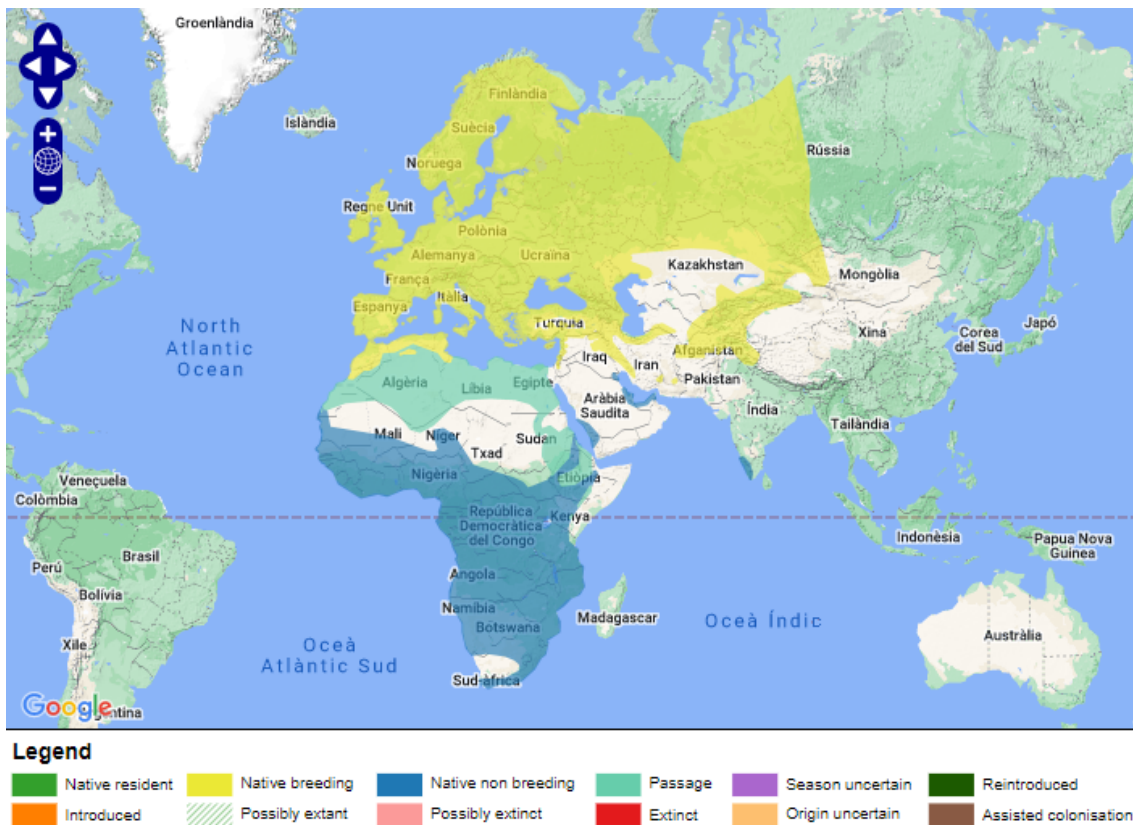 Groenlàndia
Islàndia
Finlàndia
Suècia
Noruega
Rússia
Regne Unit
Polònia
Alemanya
Ucraïna
Kazakhstan
Mongòlia
França
Itàlia
Espanya
Turquia
Xina
Corea
del Sud
Japó
Afganistan
Iraq
Iran
Pakistan
North
Atlantic
Ocean
Algèria
Líbia
Egipte
Aràbia
Saudita
Índia
Tailàndia
Mali
Níger
Sudan
Txad
Nigèria
Etiòpia
Veneçuela
Colòmbia
República
Democràtica
del Congo
Kenya
Indonèsia
Papua Nova
Guinea
Perú
Brasil
Angola
Bolívia
Namíbia
Botswana
Madagascar
Oceà Índic
Xile
Oceà
Atlàntic Sud
Austràlia
Sud-àfrica
Google
entina
Legend
Native resident
Native breeding
Native non breeding
Passage
Season uncertain
Reintroduced
Introduced
Possibly extant
Possibly extinct
Extinct
Origin uncertain
Assisted colonisation